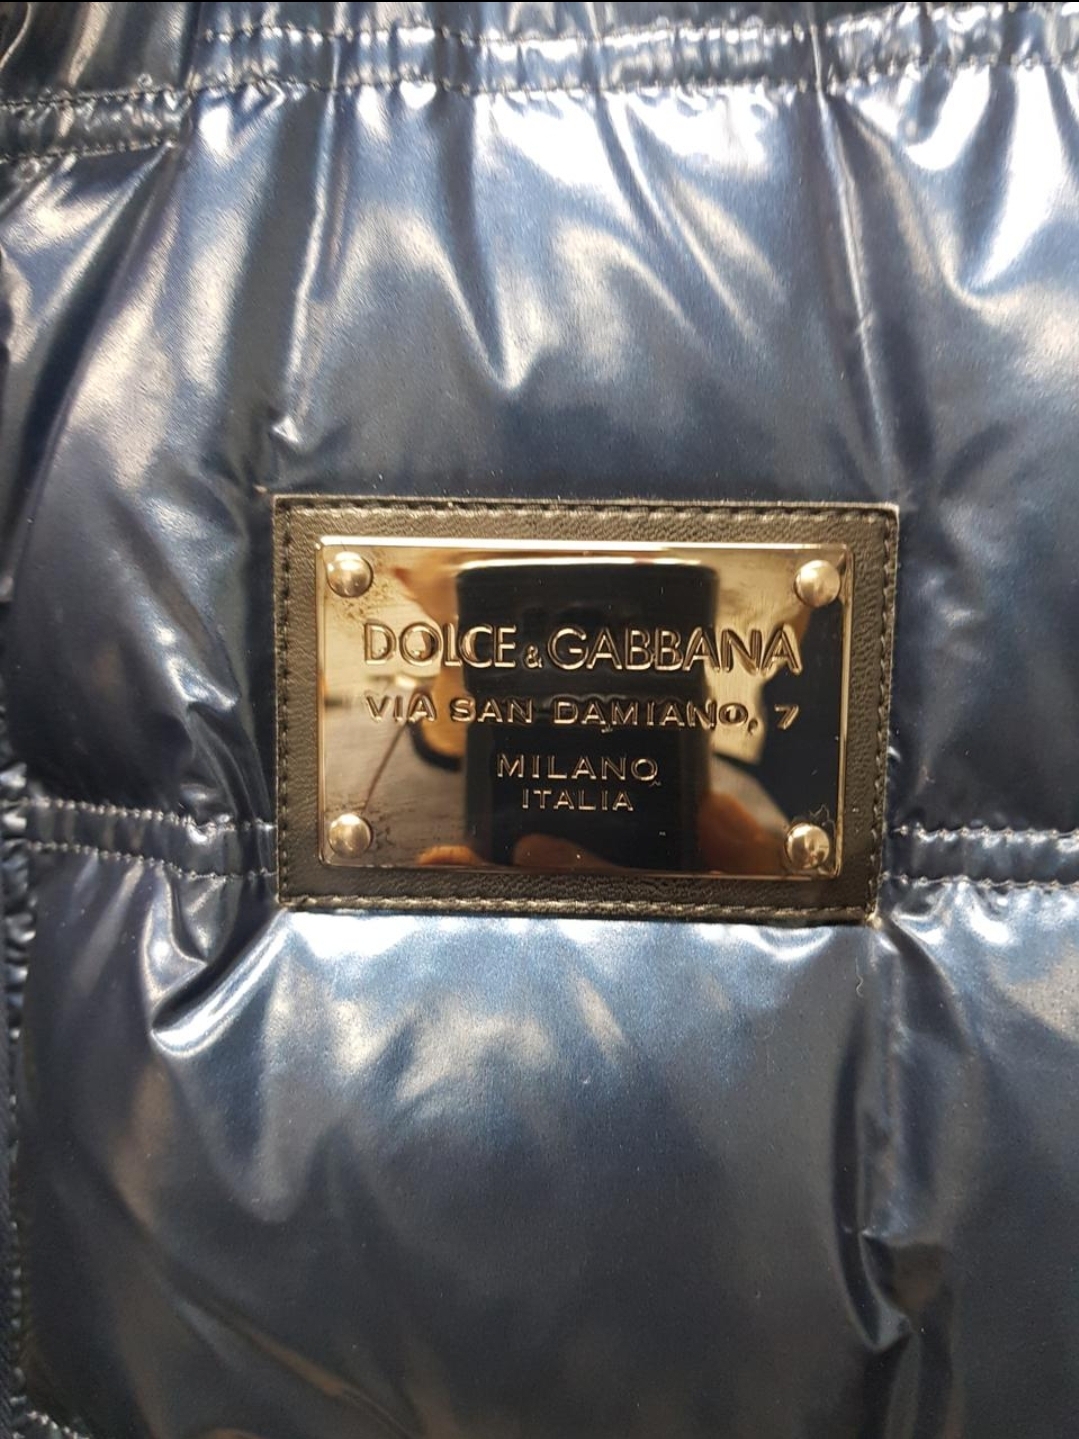 DOLCE & GABBANA
VIA SAN DAMIANO, 7
MILANO
ITALIA